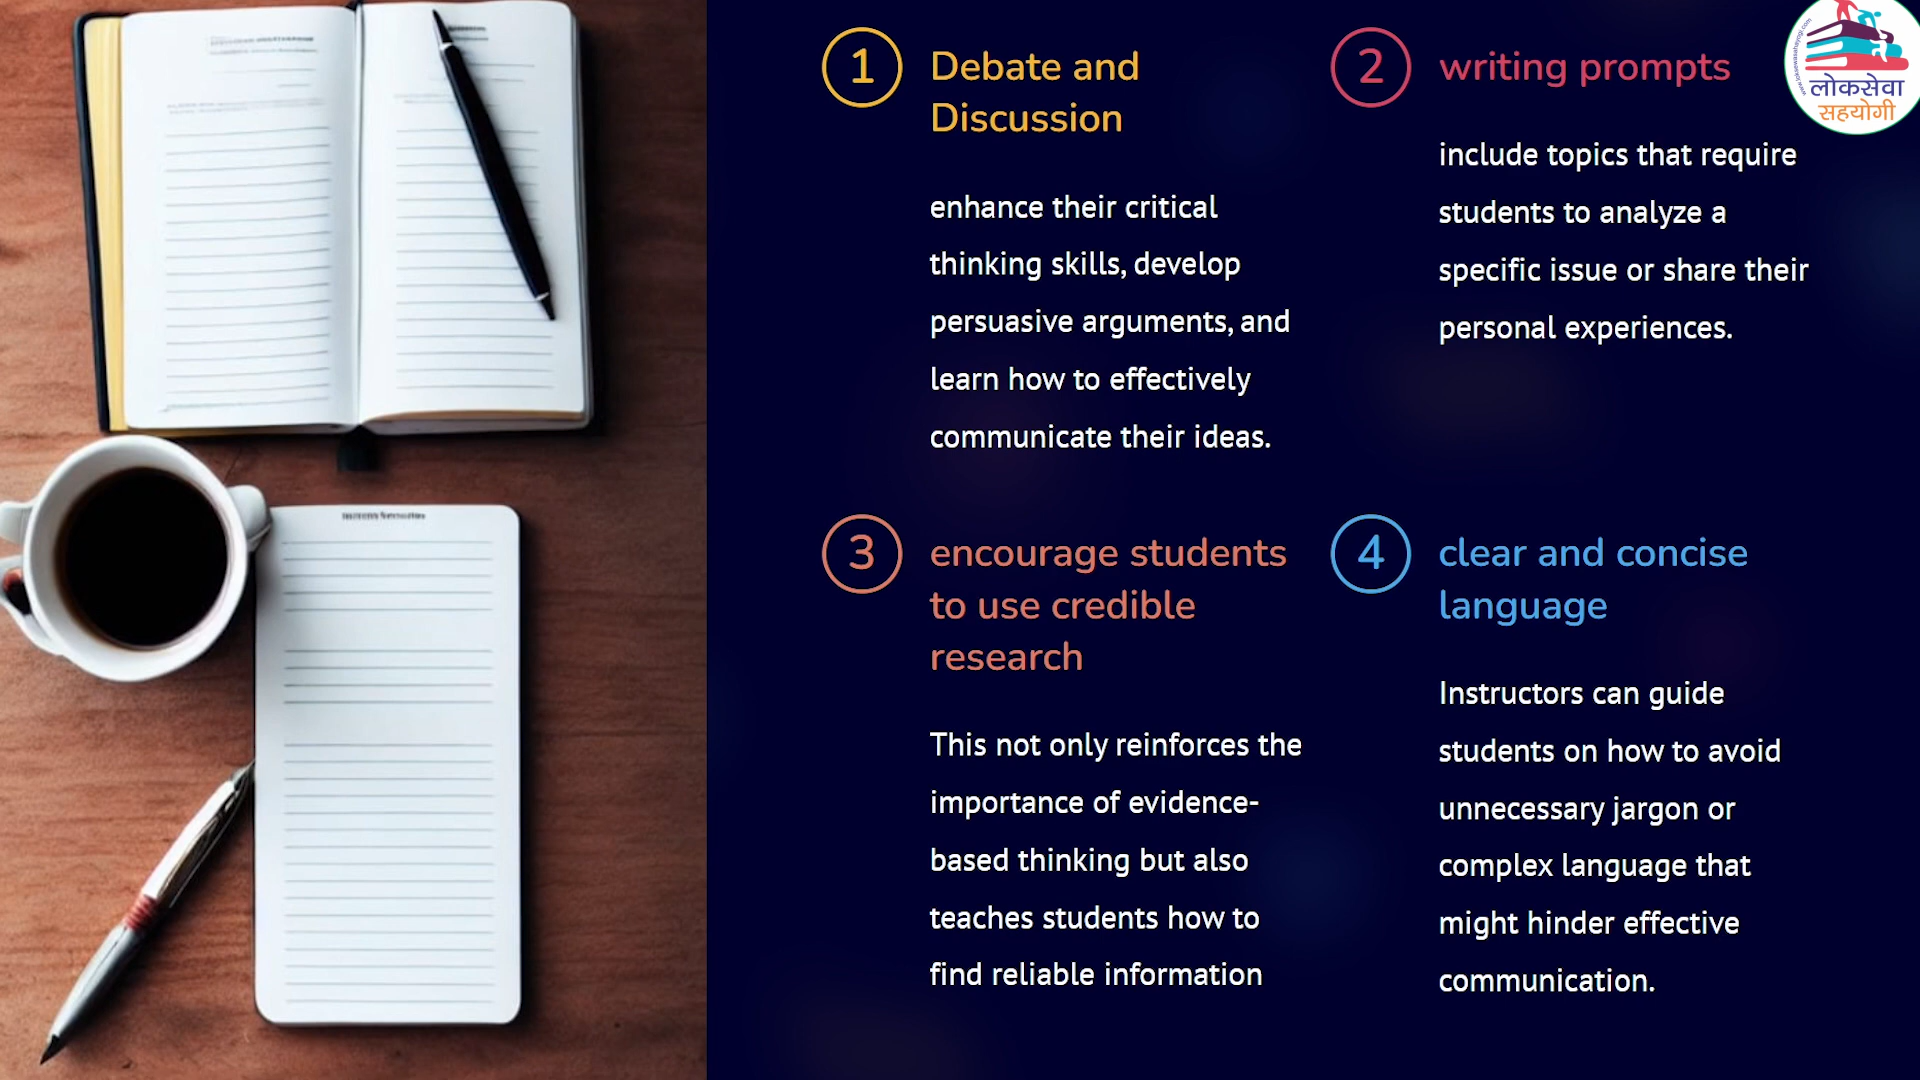 1
Debate and
Discussion
enhance their critical
thinking skills, develop
persuasive arguments, and
learn how to effectively
communicate their ideas.
2
writing prompts
include topics that require
students to analyze a
specific issue or share their
personal experiences.
3
encourage students
to use credible
research
This not only reinforces the
importance of evidence-
based thinking but also
teaches students how to
find reliable information
4
clear and concise
language
Instructors can guide
students on how to avoid
unnecessary jargon or
complex language that
might hinder effective
communication.
लोकसेवा
सहयोगी